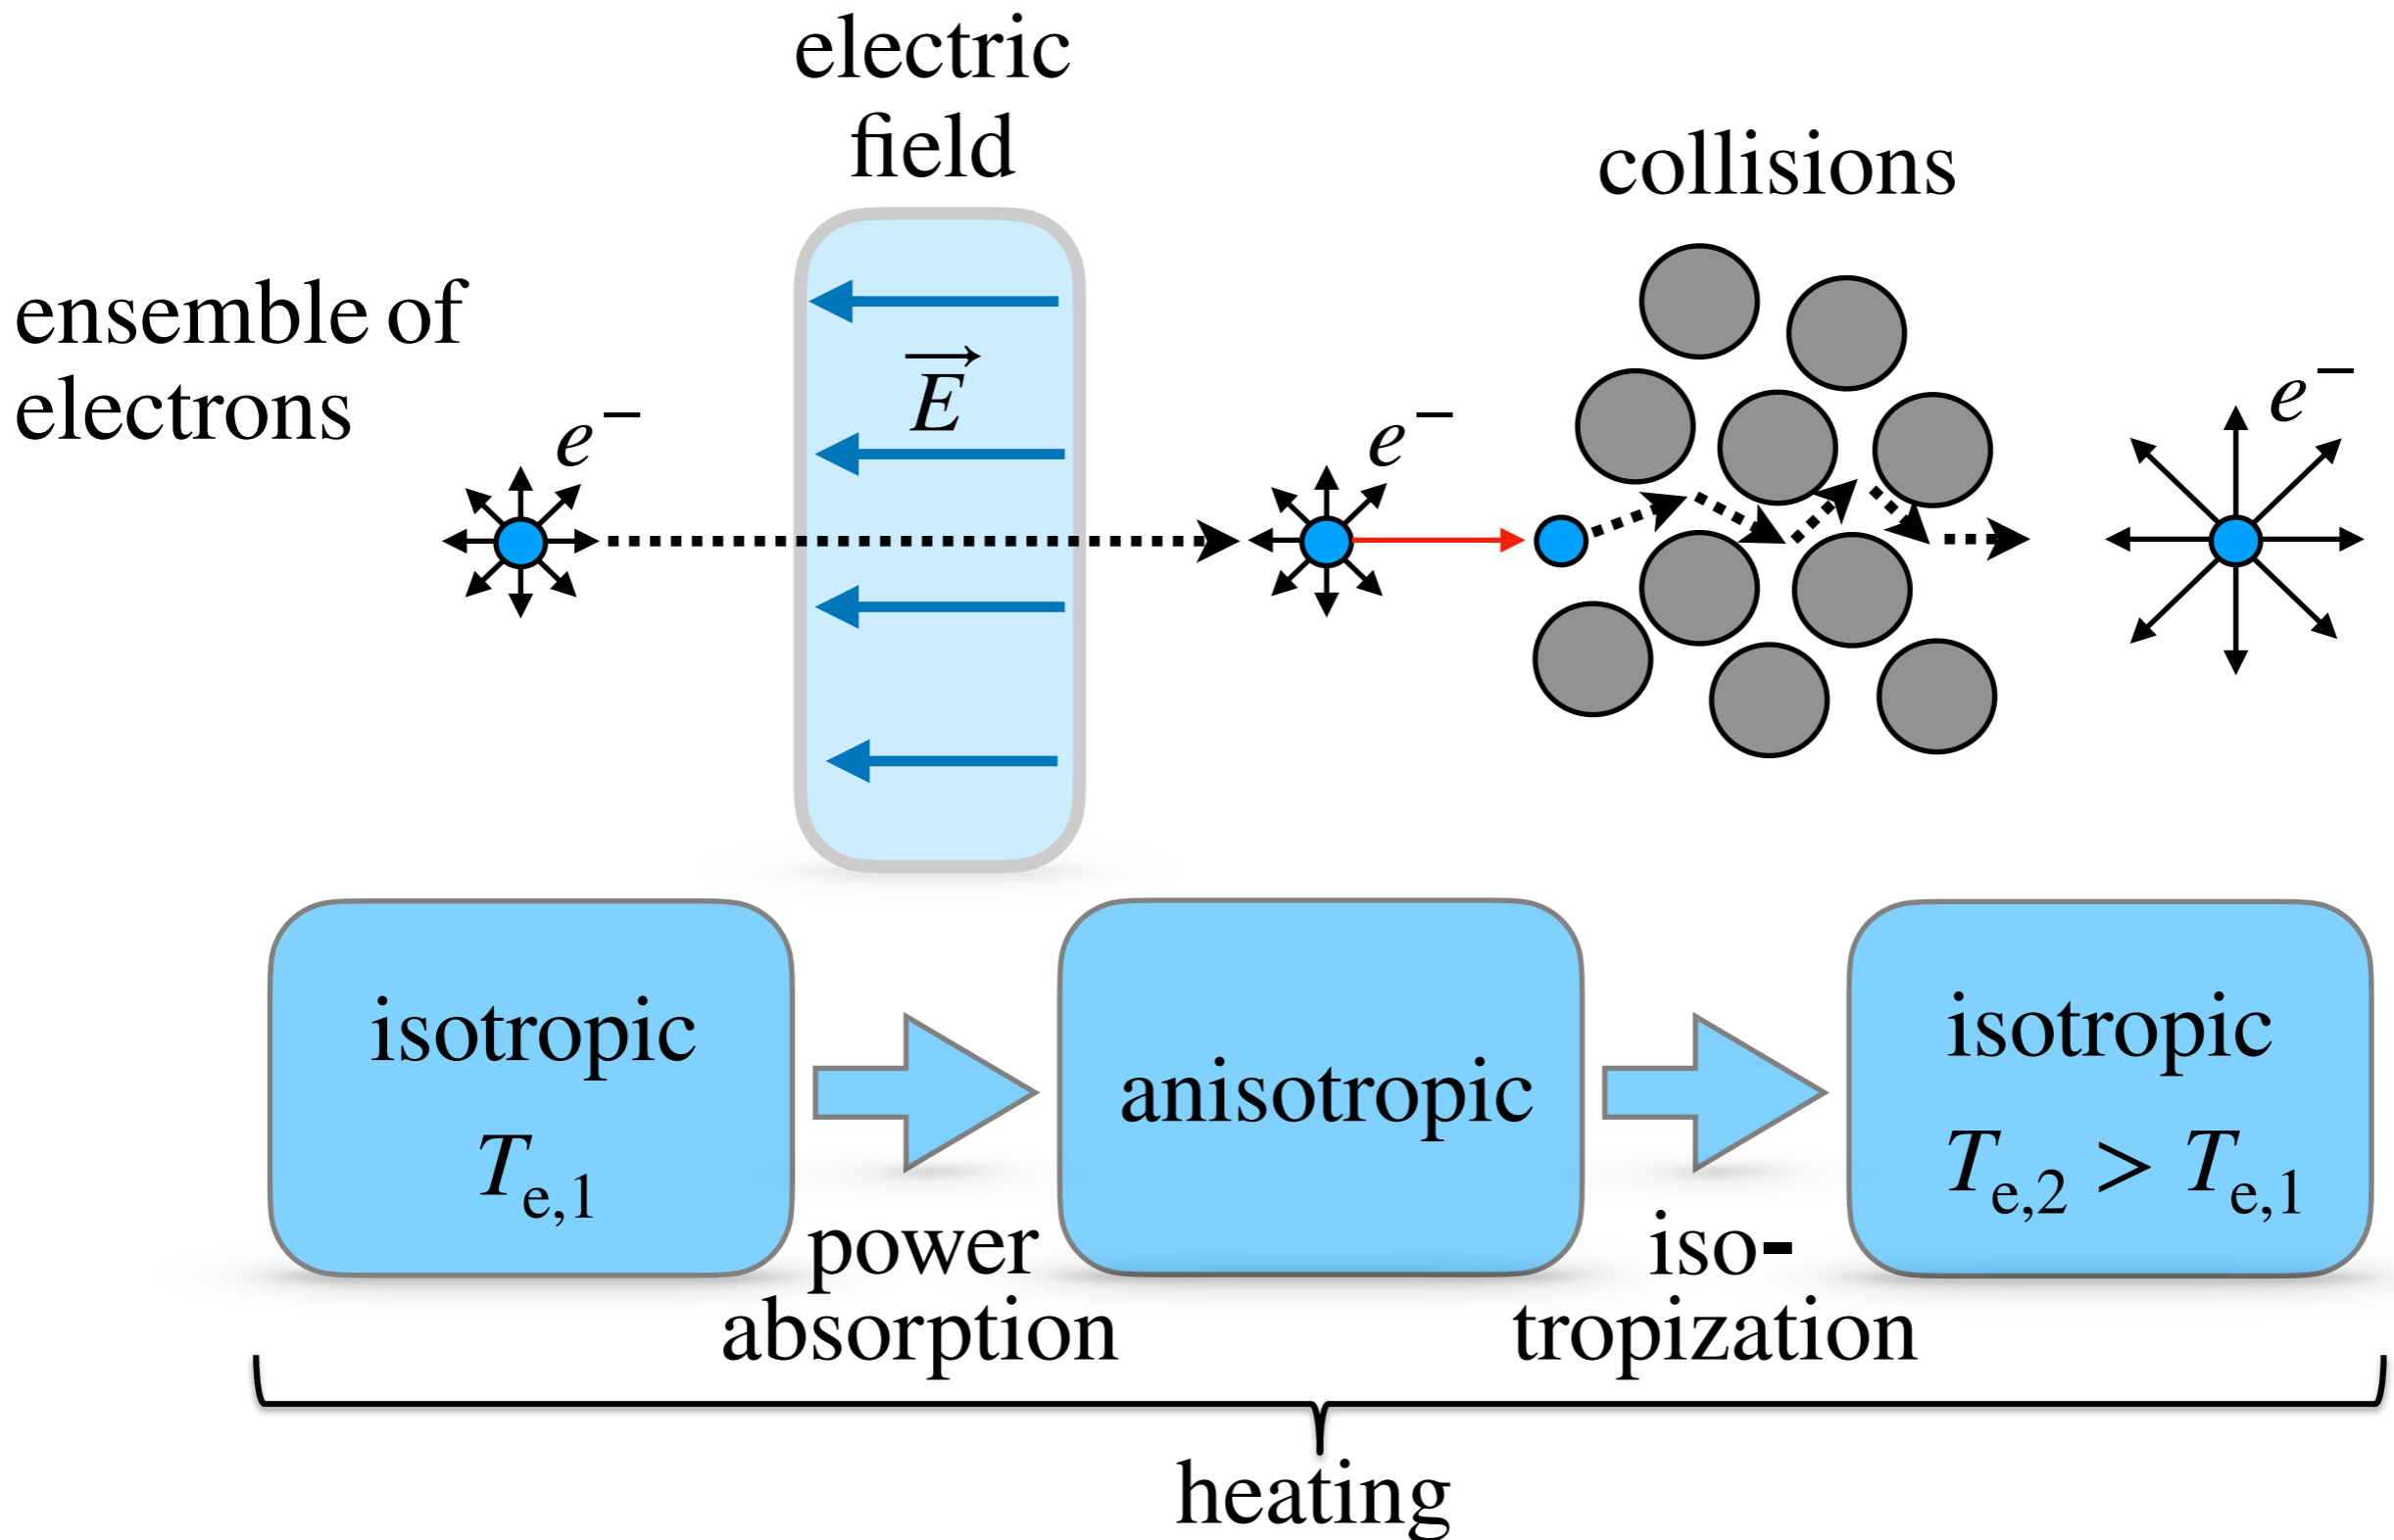 electric
field
collisions
ensemble of
electrons
e⁻
E⃗
e⁻
e⁻
isotropic
Tₑ,₁
anisotropic
isotropic
Tₑ,₂ > Tₑ,₁
power
absorption
iso-
tropization
heating